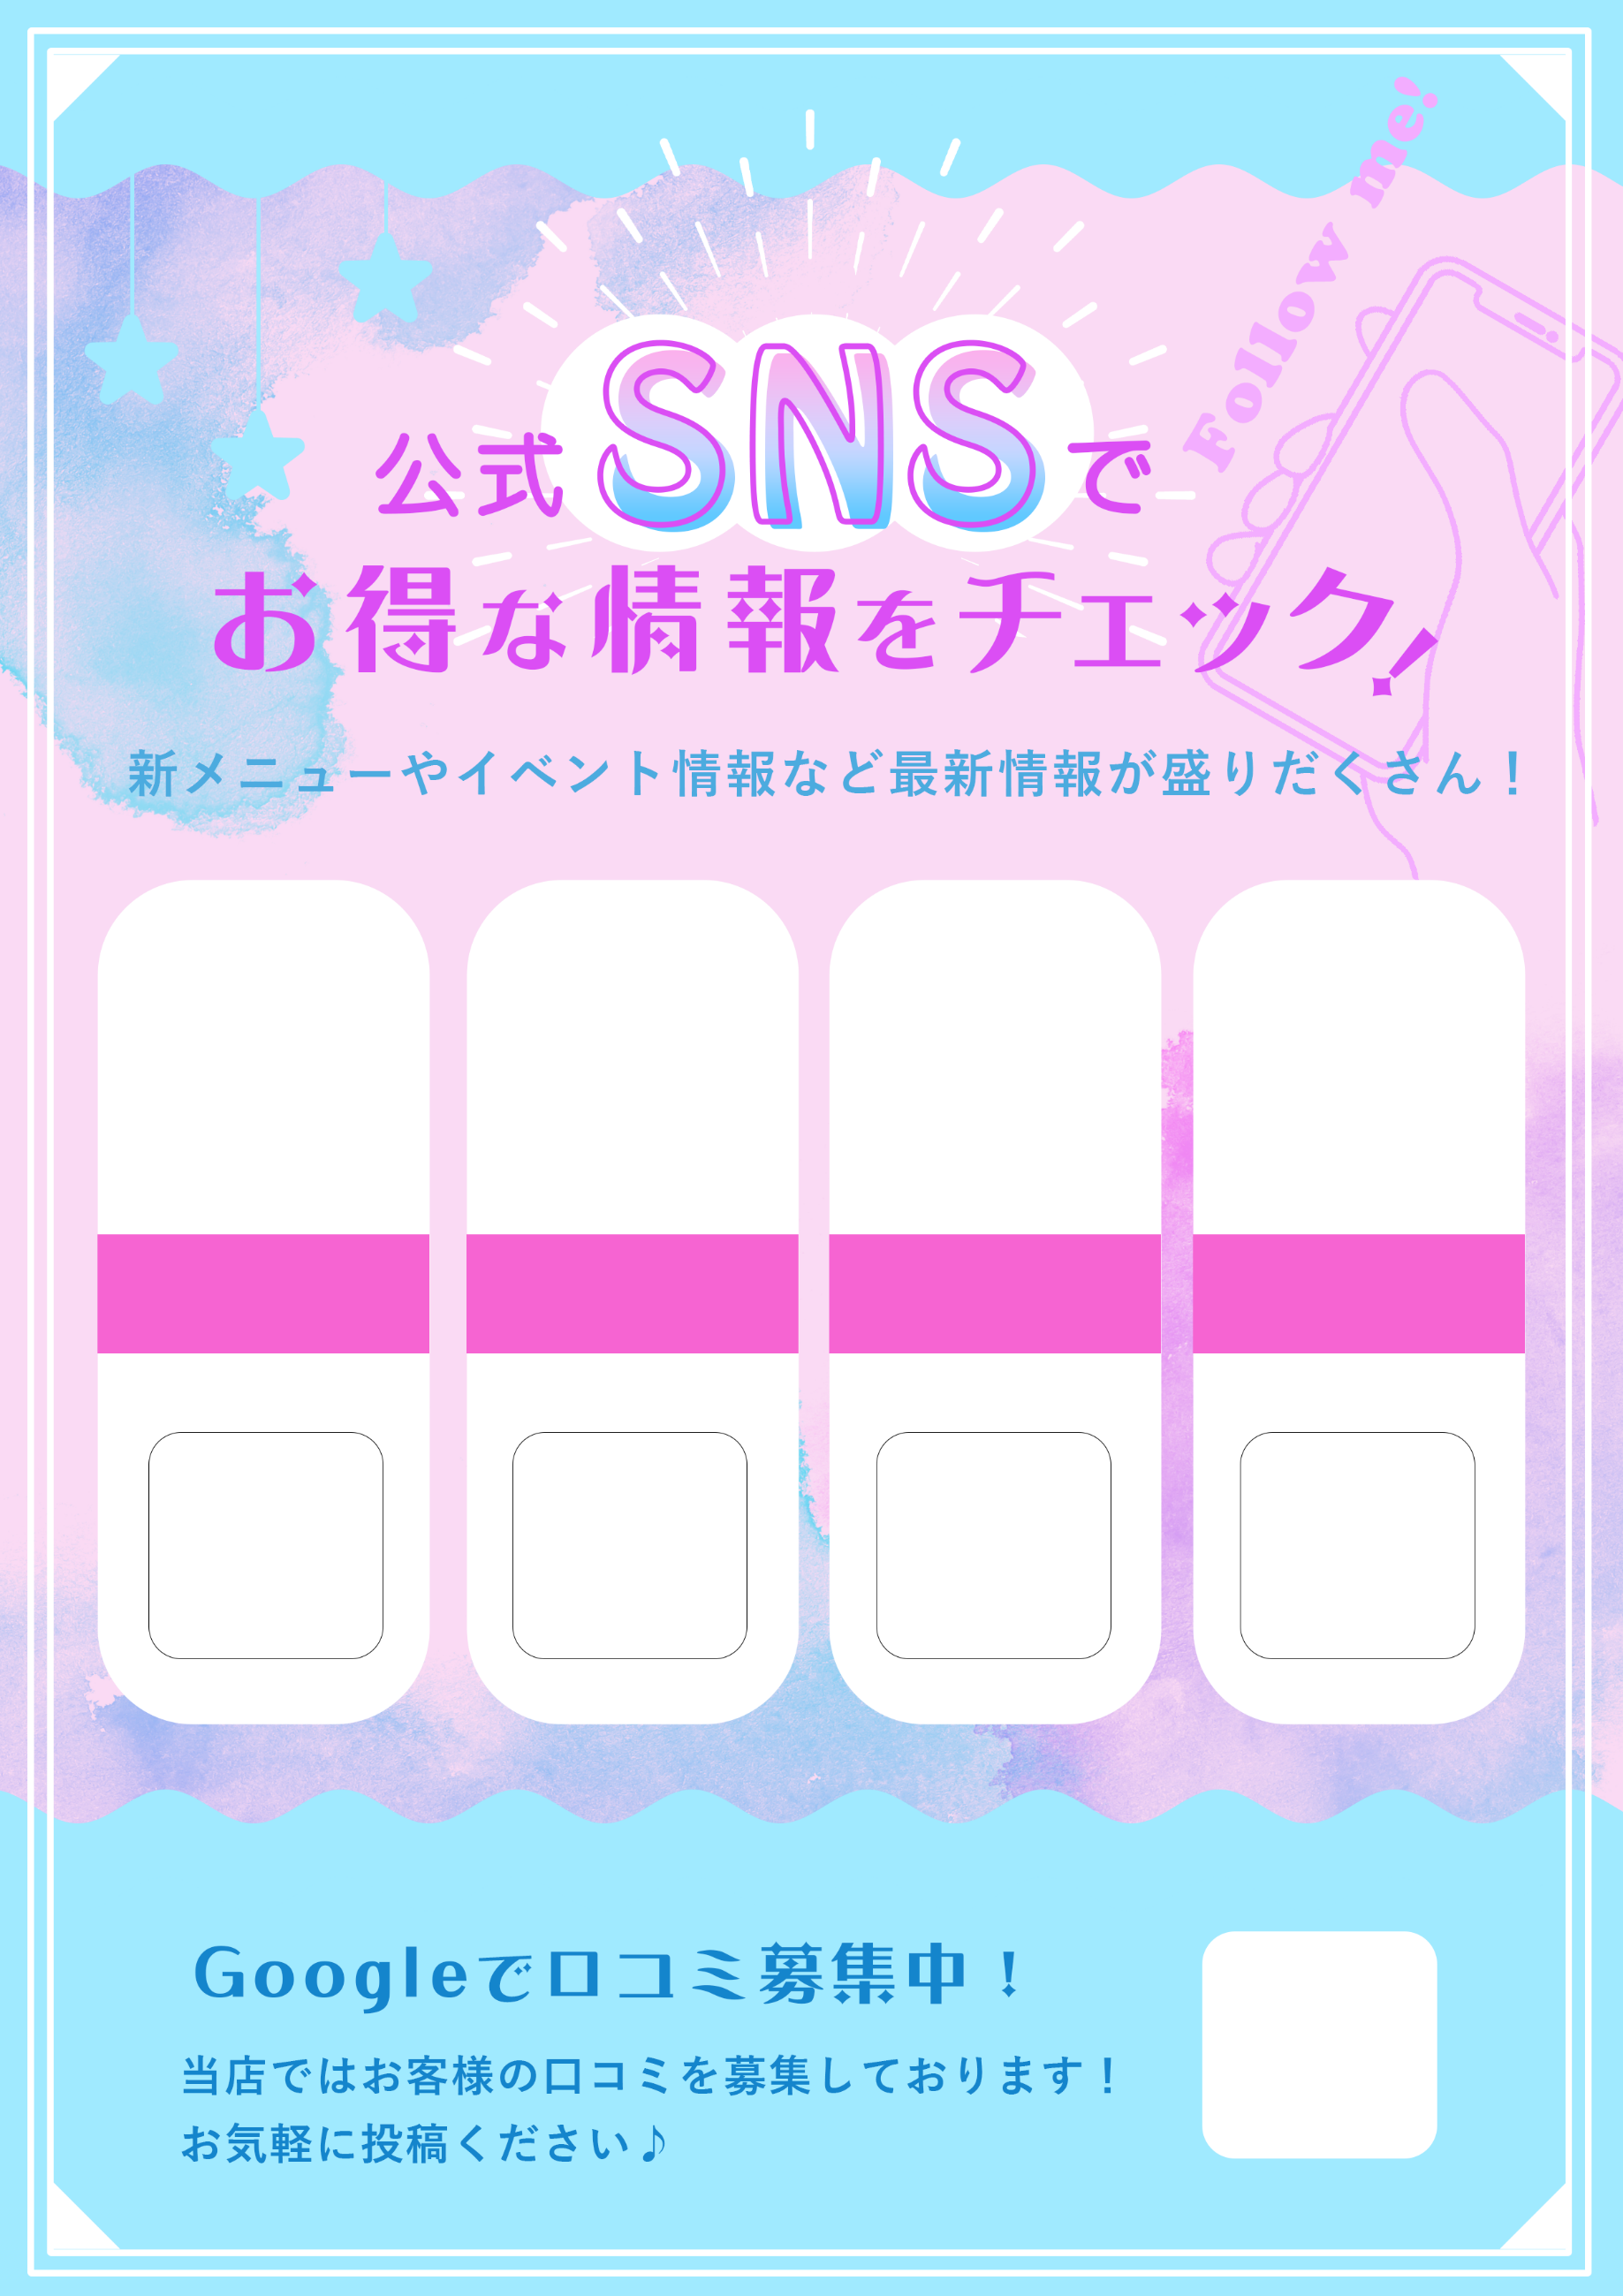 Follow me!
公式SNSで
お得な情報をチェック!
新メニューやイベント情報など最新情報が盛りだくさん！
Googleで口コミ募集中！
当店ではお客様の口コミを募集しております！
お気軽に投稿ください♪